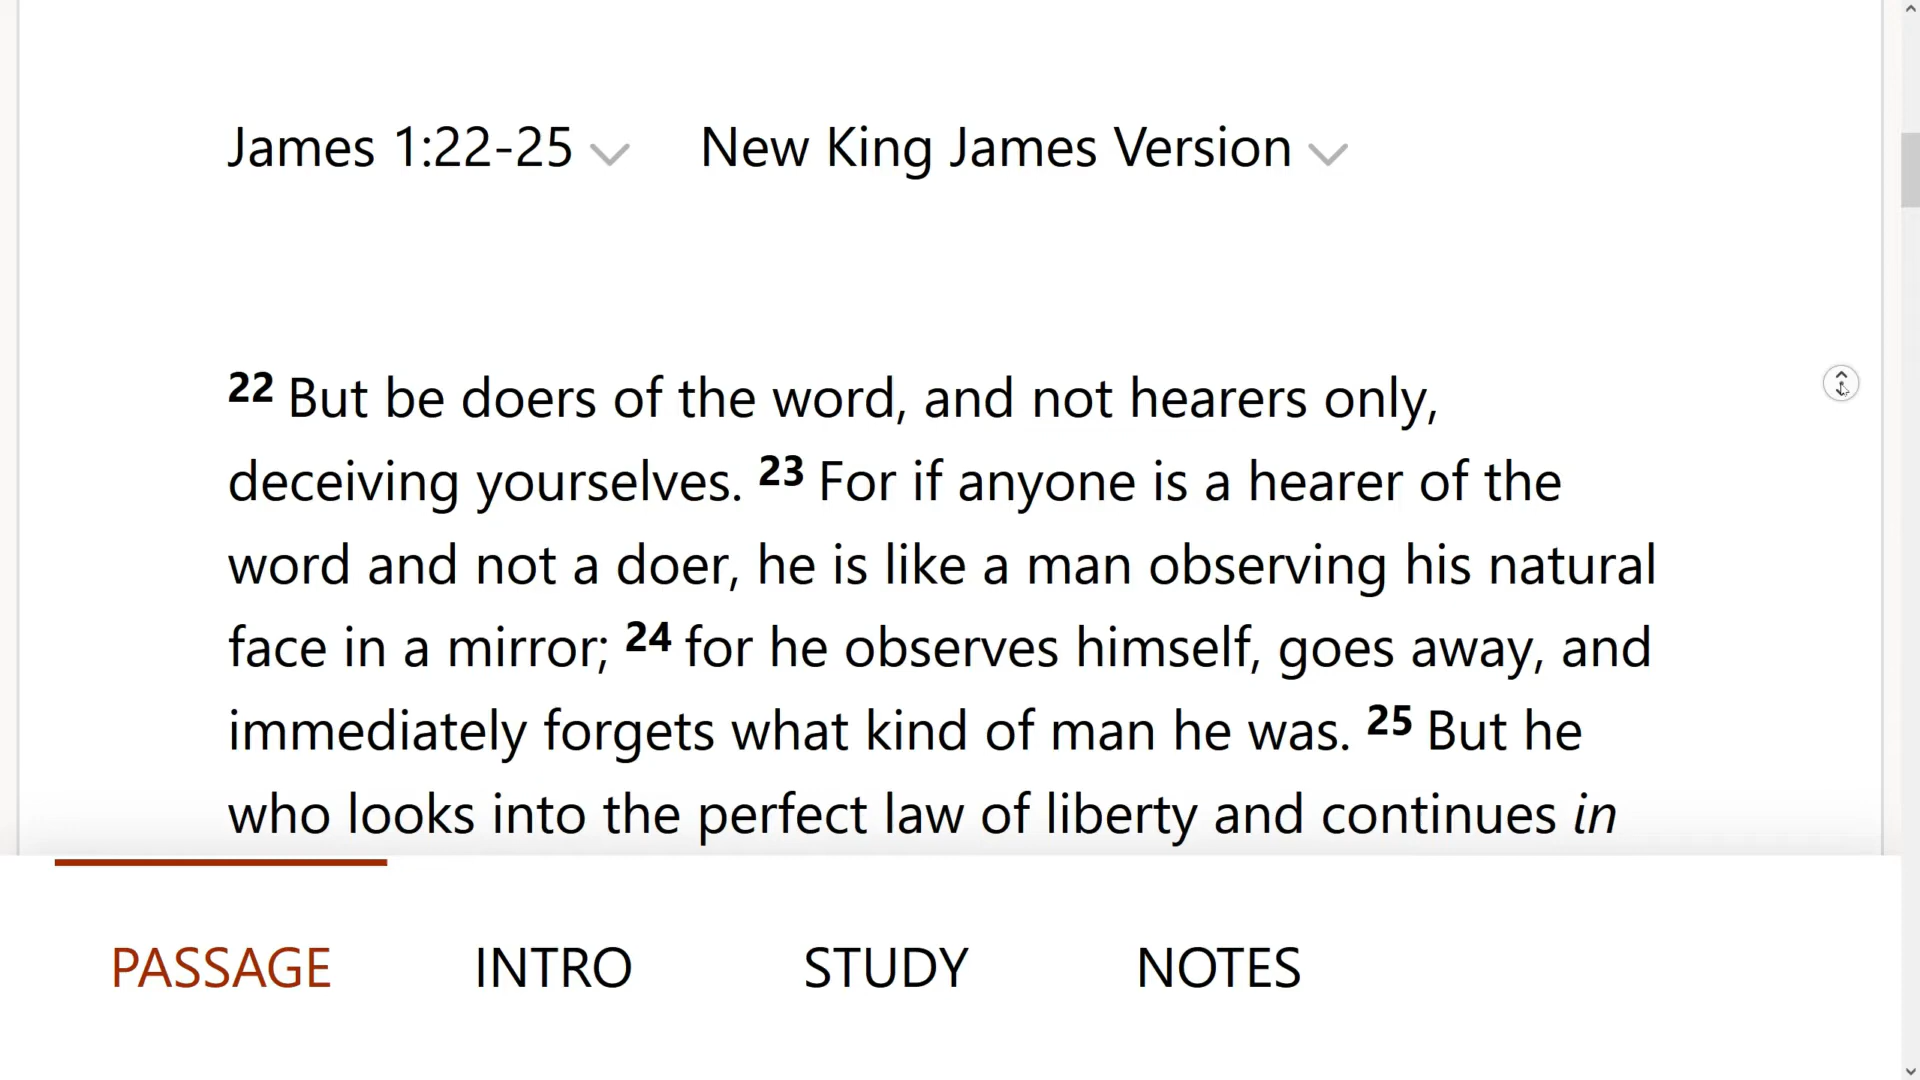 James 1:22-25 New King James Version
22 But be doers of the word, and not hearers only,
deceiving yourselves. 23 For if anyone is a hearer of the
word and not a doer, he is like a man observing his natural
face in a mirror; 24 for he observes himself, goes away, and
immediately forgets what kind of man he was. 25 But he
who looks into the perfect law of liberty and continues in
PASSAGE INTRO STUDY NOTES